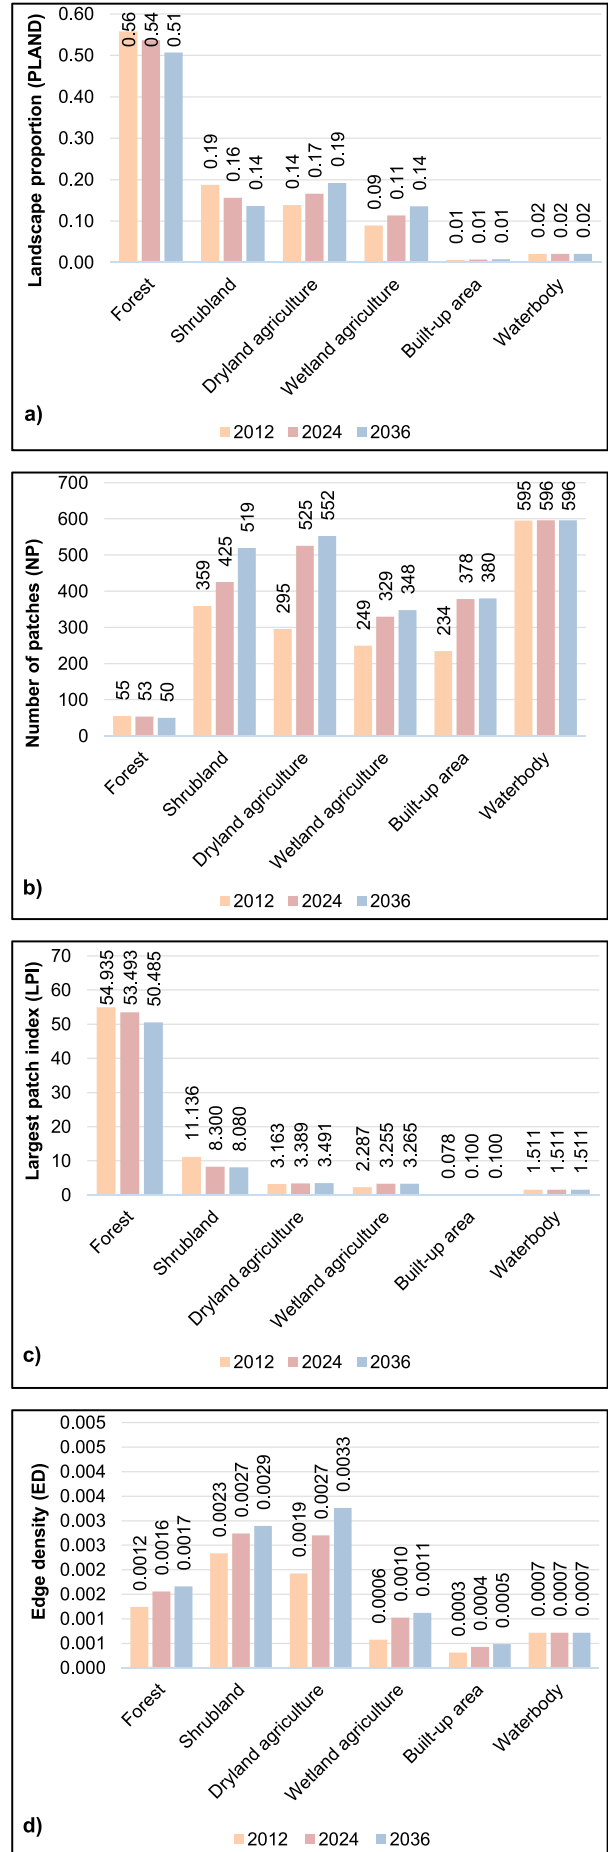 Landscape proportion (PLAND)
0.60
0.50
0.40
0.30
0.20
0.10
0.00
0.56 0.54 0.51
0.19 0.16 0.14
0.14 0.17 0.19
0.09 0.11 0.14
0.01 0.01 0.01
0.02 0.02 0.02
Forest
Shrubland
Dryland agriculture
Wetland agriculture
Built-up area
Waterbody
a)
2012 2024 2036
Number of patches (NP)
700
600
500
400
300
200
100
0
55 53 50
359 425 519
295 525 552
249 329 348
234 378 380
595 596 596
Forest
Shrubland
Dryland agriculture
Wetland agriculture
Built-up area
Waterbody
b)
2012 2024 2036
Largest patch index (LPI)
70
60
50
40
30
20
10
0
54.935 53.493 50.485
11.136 8.300 8.080
3.163 3.389 3.491
2.287 3.255 3.265
0.078 0.100 0.100
1.511 1.511 1.511
Forest
Shrubland
Dryland agriculture
Wetland agriculture
Built-up area
Waterbody
c)
2012 2024 2036
Edge density (ED)
0.005
0.005
0.004
0.004
0.003
0.003
0.002
0.002
0.001
0.001
0.000
0.0012 0.0016 0.0017
0.0023 0.0027 0.0029
0.0019 0.0027 0.0033
0.0006 0.0010 0.0011
0.0003 0.0004 0.0005
0.0007 0.0007 0.0007
Forest
Shrubland
Dryland agriculture
Wetland agriculture
Built-up area
Waterbody
d)
2012 2024 2036